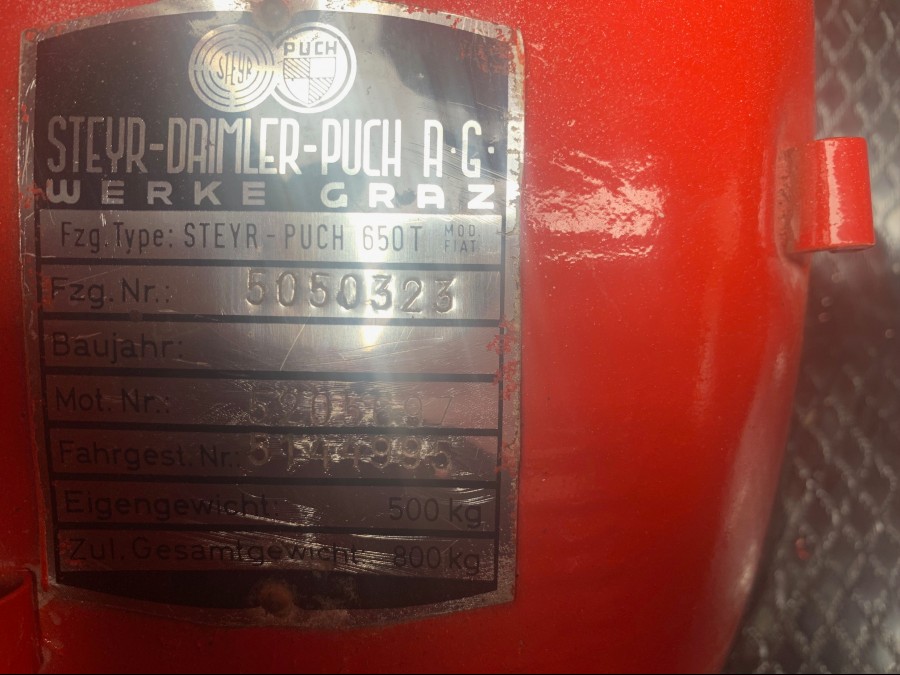 STEYR PUCH
STEYR-DAIMLER-PUCH A·G·
WERKE GRAZ
Fzg.Type: STEYR-PUCH 650T MOD. FIAT
Fzg.Nr.: 5050323
Baujahr:
Mot.Nr.:
Fahrgest.Nr.: 5141995
Eigengewicht: 500 kg
Zul.Gesamtgewicht: 800 kg